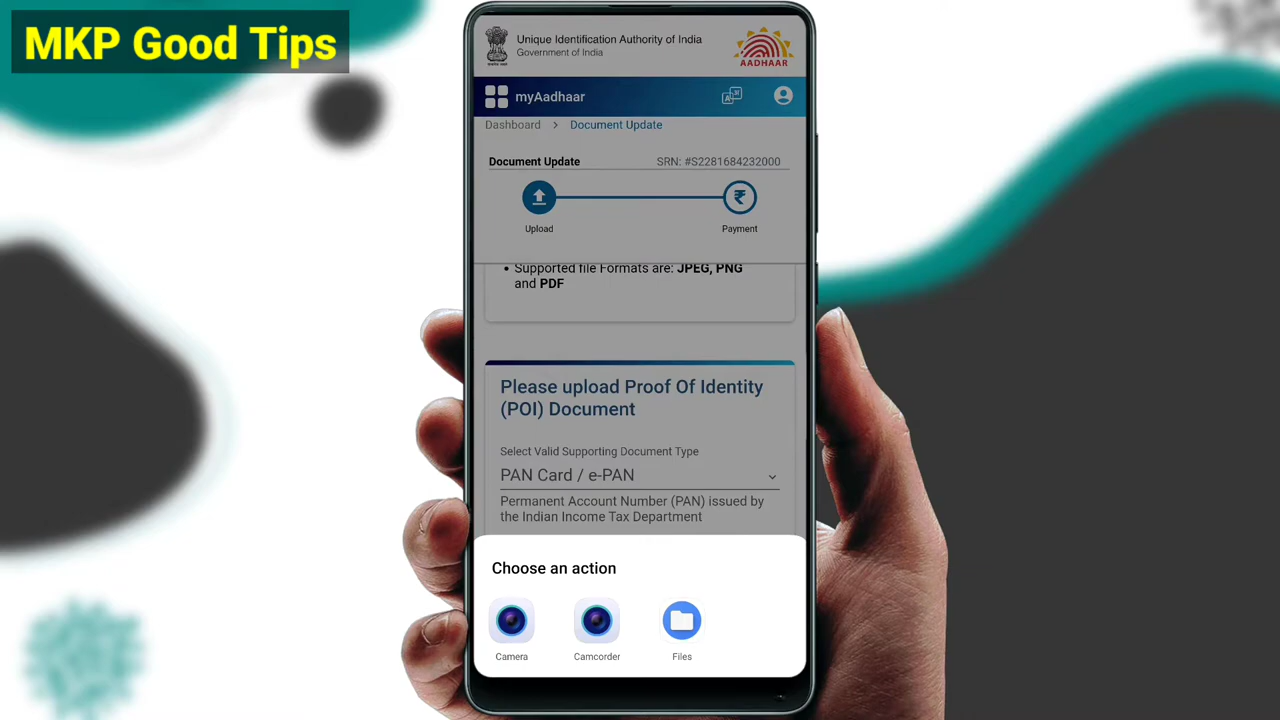 MKP Good Tips
Unique Identification Authority of India
Government of India
AADHAAR
myAadhaar
Dashboard > Document Update
Document Update SRN: #S2281684232000
Upload Payment
• Supported file Formats are: JPEG, PNG
and PDF
Please upload Proof Of Identity
(POI) Document
Select Valid Supporting Document Type
PAN Card / e-PAN
Permanent Account Number (PAN) issued by
the Indian Income Tax Department
Choose an action
Camera Camcorder Files